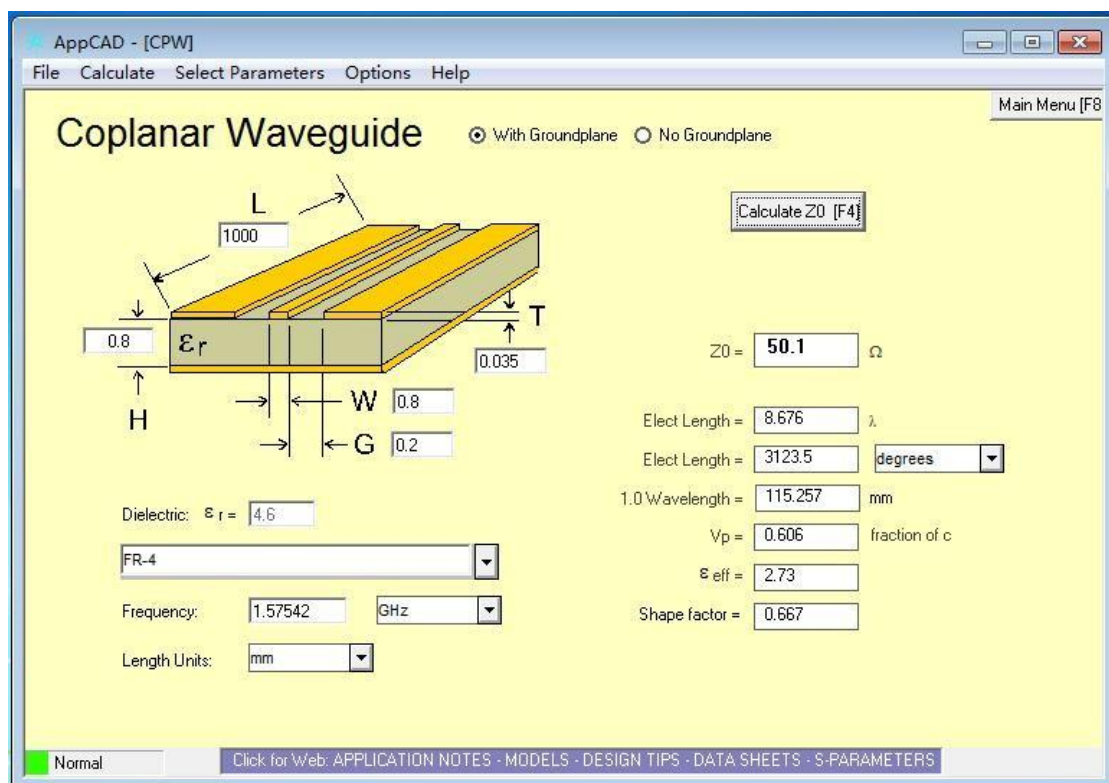 AppCAD - [CPW]
File Calculate Select Parameters Options Help
Main Menu [F8
Coplanar Waveguide
With Groundplane
No Groundplane
Calculate Z0 [F4]
L
1000
0.8
H
εr
T
0.035
W 0.8
G 0.2
Z0 = 50.1 Ω
Elect Length = 8.676 λ
Elect Length = 3123.5 degrees
1.0 Wavelength = 115.257 mm
Vp = 0.606 fraction of c
ε eff = 2.73
Shape factor = 0.667
Dielectric: ε r = 4.6
FR-4
Frequency: 1.57542 GHz
Length Units: mm
Normal
Click for Web: APPLICATION NOTES - MODELS - DESIGN TIPS - DATA SHEETS - S-PARAMETERS